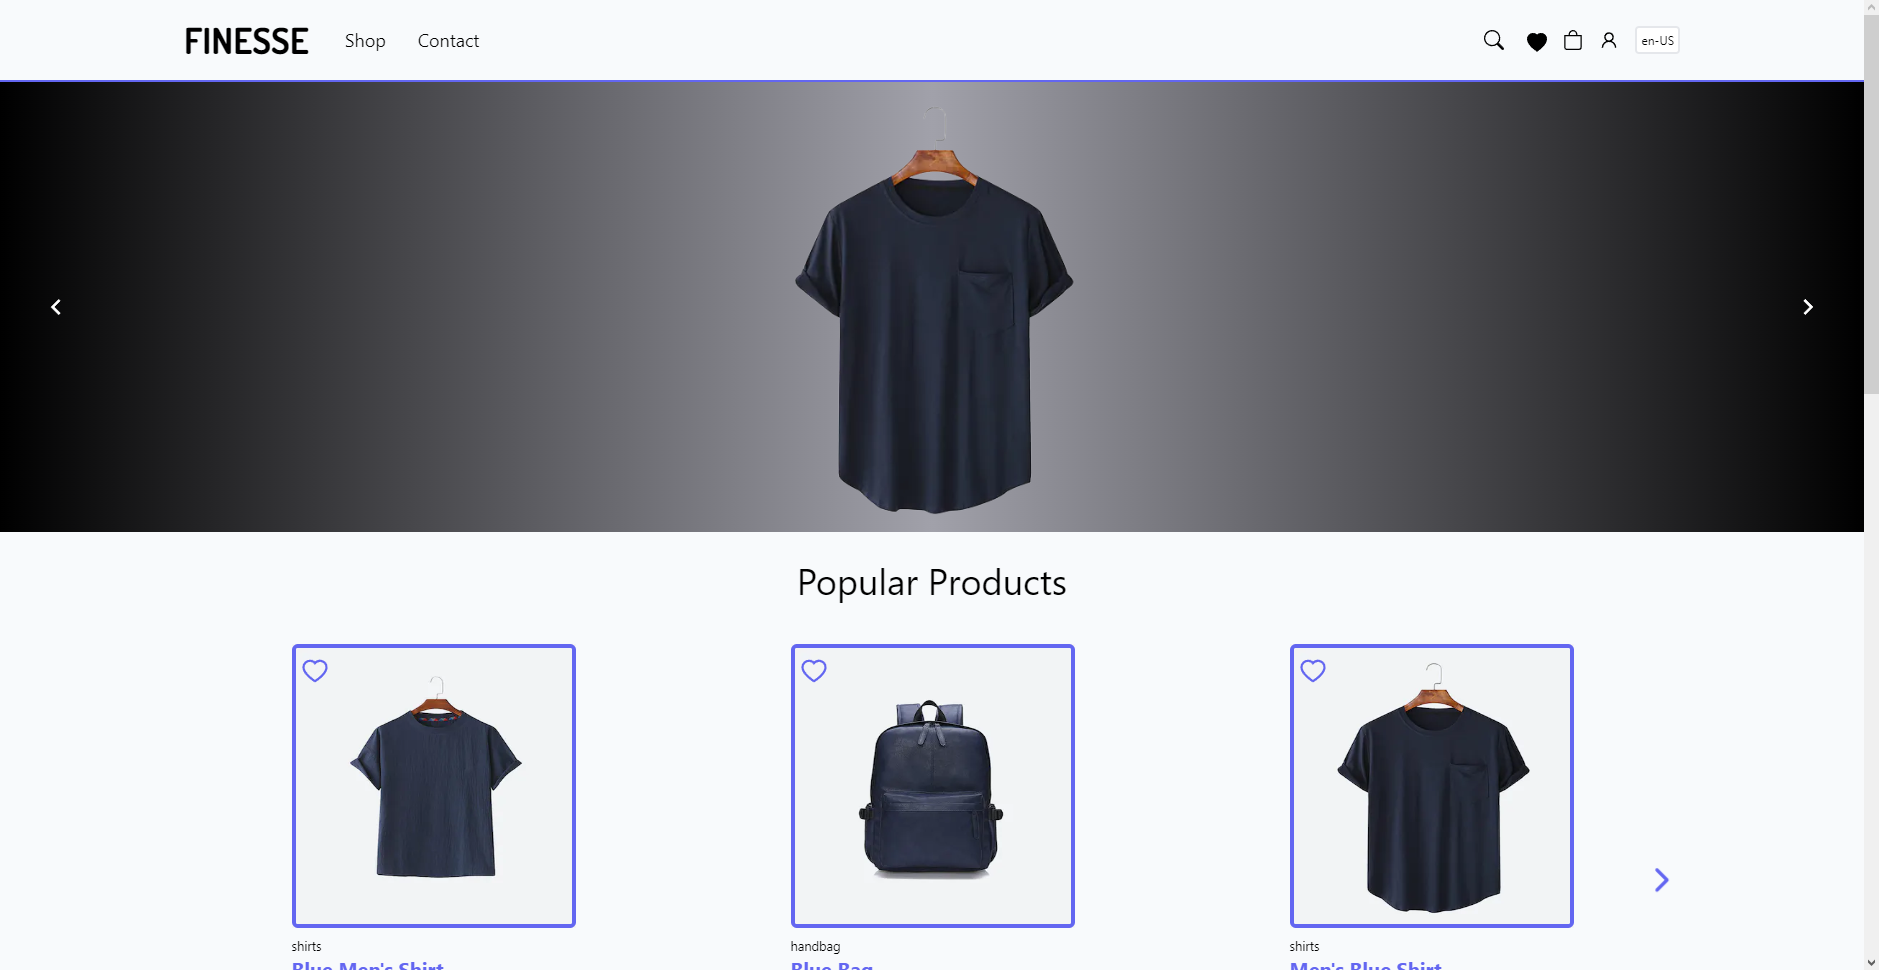 FINESSE
Shop
Contact
en-US
Popular Products
shirts
Blue Men's Shirt
handbag
Blue Bag
shirts
Men's Blue Shirt